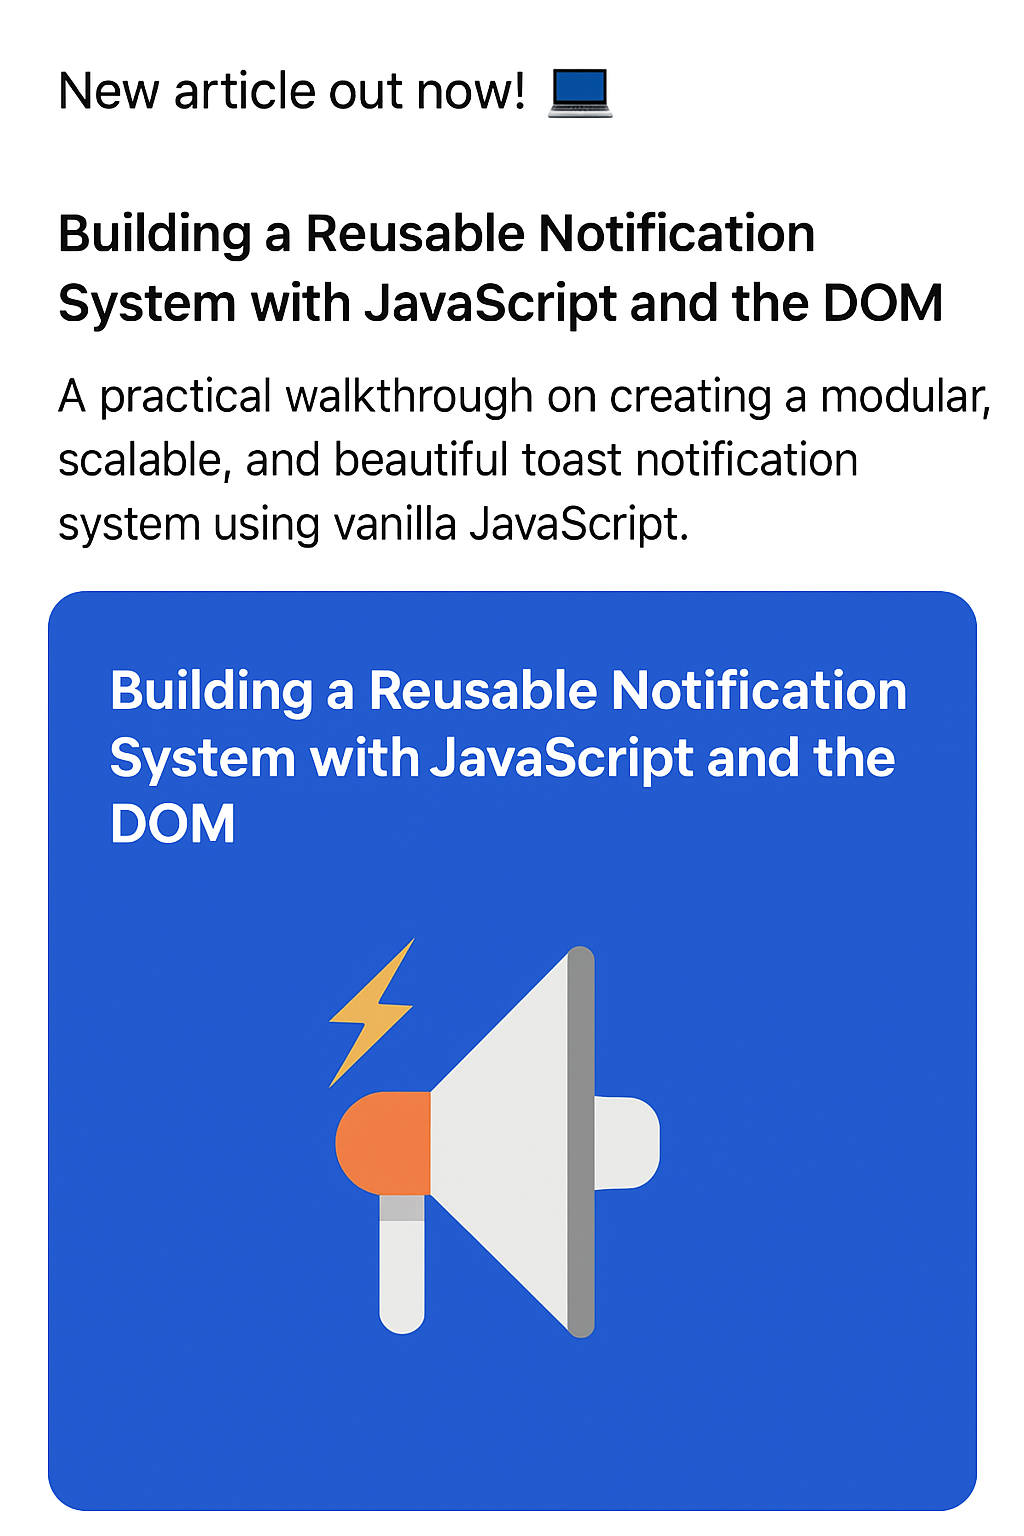 New article out now! 💻
Building a Reusable Notification
System with JavaScript and the DOM
A practical walkthrough on creating a modular,
scalable, and beautiful toast notification
system using vanilla JavaScript.
Building a Reusable Notification
System with JavaScript and the
DOM